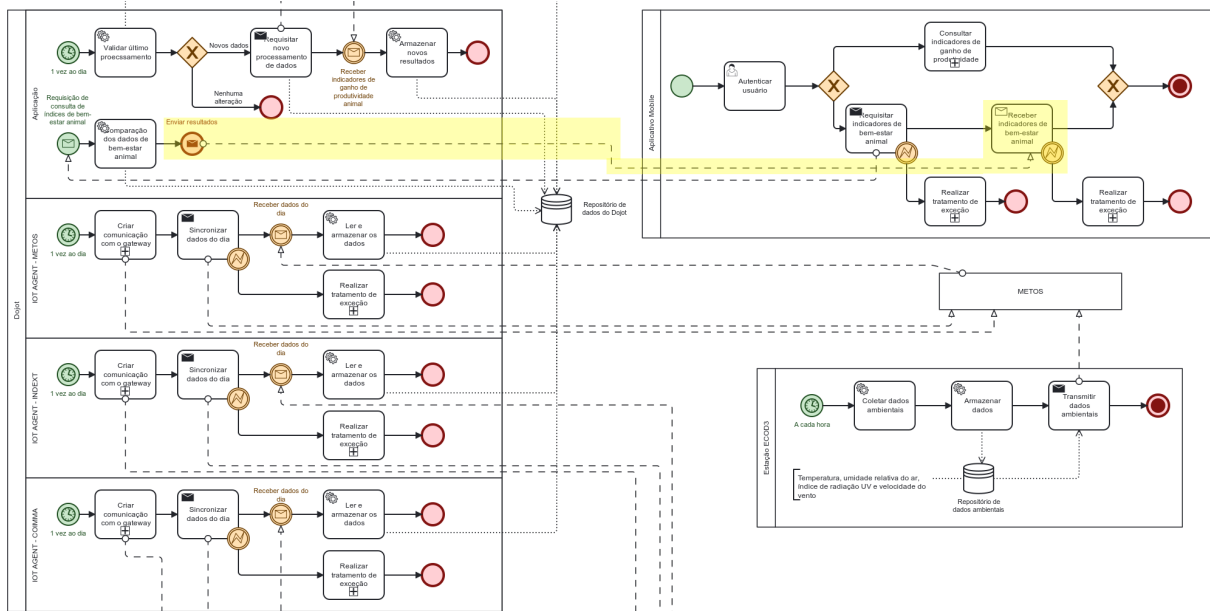 Dojot
Aplicação
1 vez ao dia
Validar último
proecssamento
Novos dados
Nenhuma
alteração
Requisitar
novo
processamento
de dados
Receber
indicadores de
ganho de
produtividade
animal
Armazenar
novos
resultados
Requisição de
consulta de
índices de bem-
estar animal
Comparação
dos dados de
bem-estar
animal
Enviar resultados
Repositório de
dados do Dojot
IOT AGENT - METOS
1 vez ao dia
Criar
comunicação
com o gateway
Sincronizar
dados do dia
Receber dados do
dia
Ler e
armazenar os
dados
Realizar
tratamento de
exceção
IOT AGENT - INDEXT
1 vez ao dia
Criar
comunicação
com o gateway
Sincronizar
dados do dia
Receber dados do
dia
Ler e
armazenar os
dados
Realizar
tratamento de
exceção
IOT AGENT - COIMMA
1 vez ao dia
Criar
comunicação
com o gateway
Sincronizar
dados do dia
Receber dados do
dia
Ler e
armazenar os
dados
Realizar
tratamento de
exceção
Aplicativo Mobile
Autenticar
usuário
Consultar
indicadores de
ganho de
produtividade
Requisitar
indicadores de
bem-estar
animal
Receber
indicadores de
bem-estar
animal
Realizar
tratamento de
exceção
Realizar
tratamento de
exceção
METOS
Estação ECOD3
A cada hora
Coletar dados
ambientais
Armazenar
dados
Transmitir
dados
ambientais
Temperatura, umidade relativa do ar,
índice de radiação UV e velocidade do
vento
Repositório de
dados ambientais